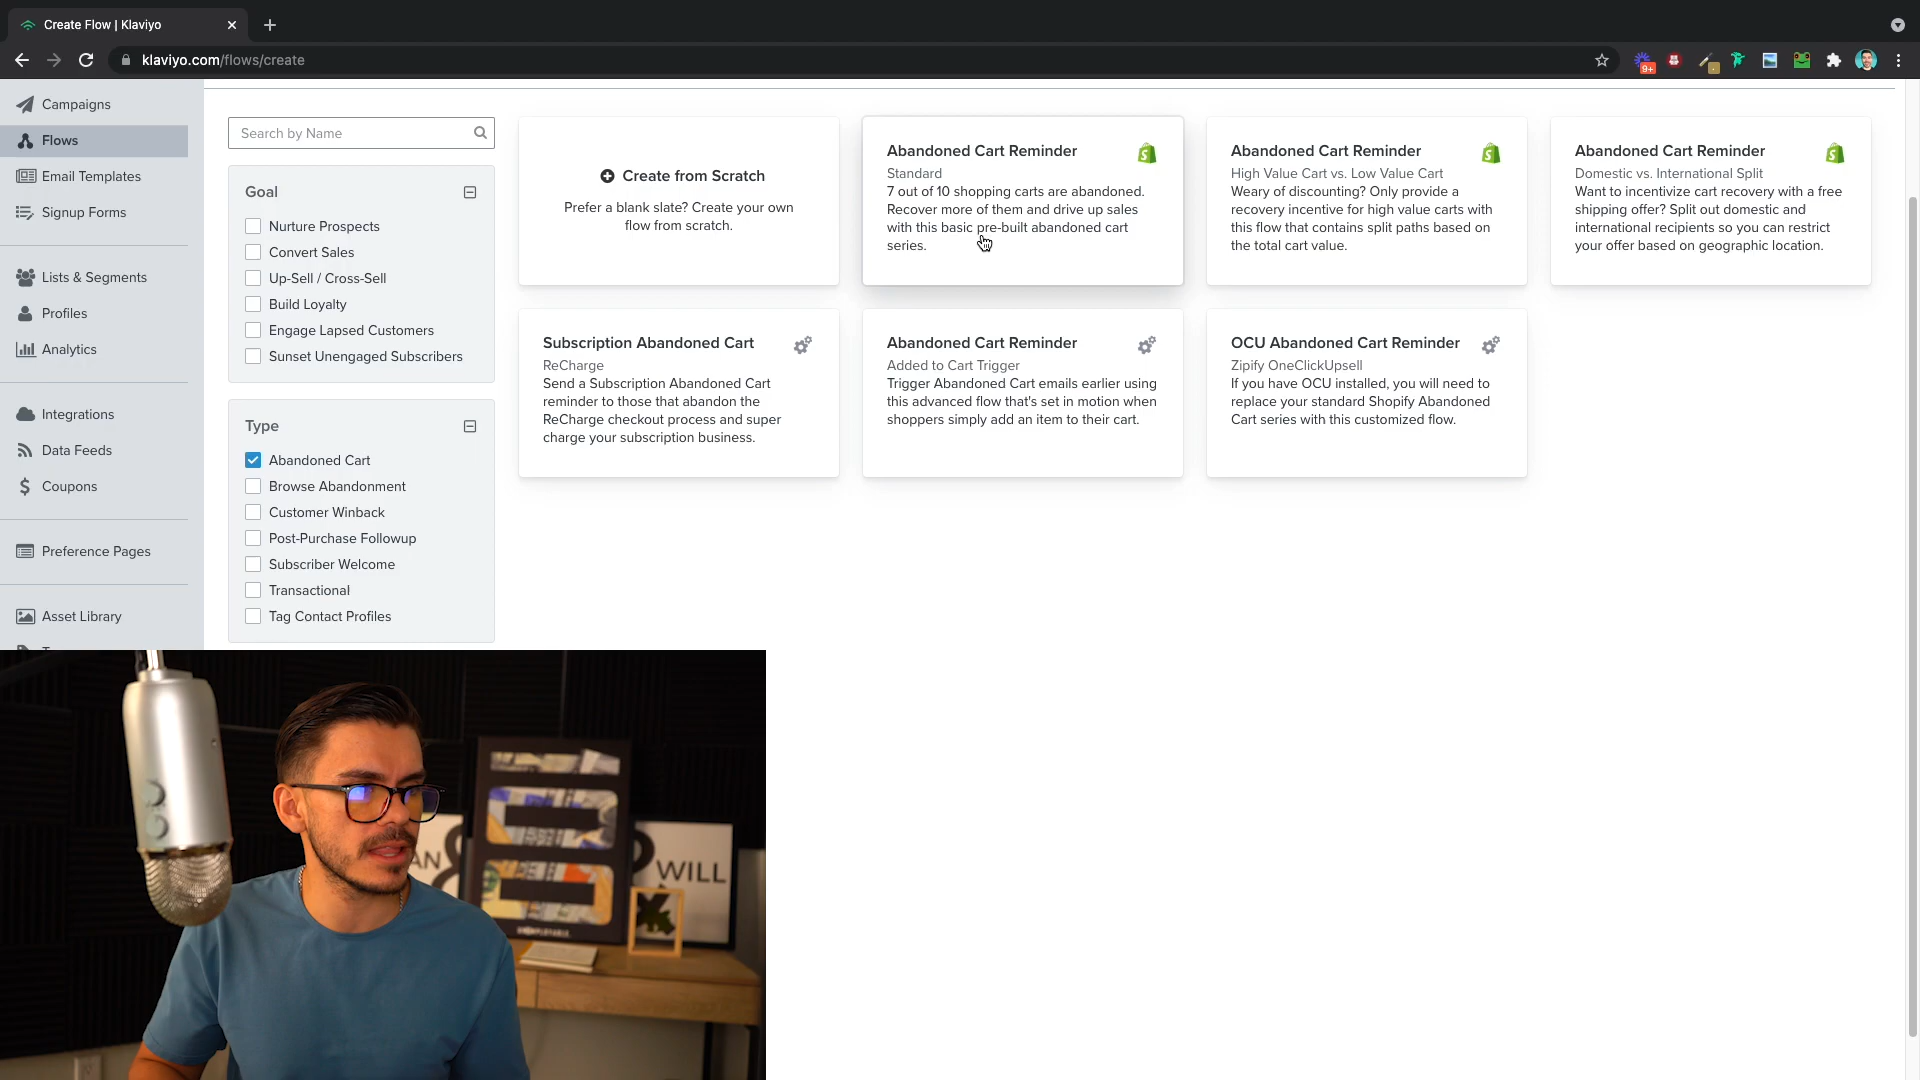 Create Flow | Klaviyo
klaviyo.com/flows/create
9+
Campaigns
Flows
Email Templates
Signup Forms
Lists & Segments
Profiles
Analytics
Integrations
Data Feeds
Coupons
Preference Pages
Asset Library
Search by Name
Goal
Nurture Prospects
Convert Sales
Up-Sell / Cross-Sell
Build Loyalty
Engage Lapsed Customers
Sunset Unengaged Subscribers
Type
Abandoned Cart
Browse Abandonment
Customer Winback
Post-Purchase Followup
Subscriber Welcome
Transactional
Tag Contact Profiles
Create from Scratch
Prefer a blank slate? Create your own
flow from scratch.
Abandoned Cart Reminder
Standard
7 out of 10 shopping carts are abandoned.
Recover more of them and drive up sales
with this basic pre-built abandoned cart
series.
Abandoned Cart Reminder
High Value Cart vs. Low Value Cart
Weary of discounting? Only provide a
recovery incentive for high value carts with
this flow that contains split paths based on
the total cart value.
Abandoned Cart Reminder
Domestic vs. International Split
Want to incentivize cart recovery with a free
shipping offer? Split out domestic and
international recipients so you can restrict
your offer based on geographic location.
Subscription Abandoned Cart
ReCharge
Send a Subscription Abandoned Cart
reminder to those that abandon the
ReCharge checkout process and super
charge your subscription business.
Abandoned Cart Reminder
Added to Cart Trigger
Trigger Abandoned Cart emails earlier using
this advanced flow that's set in motion when
shoppers simply add an item to their cart.
OCU Abandoned Cart Reminder
Zipify OneClickUpsell
If you have OCU installed, you will need to
replace your standard Shopify Abandoned
Cart series with this customized flow.
WILL